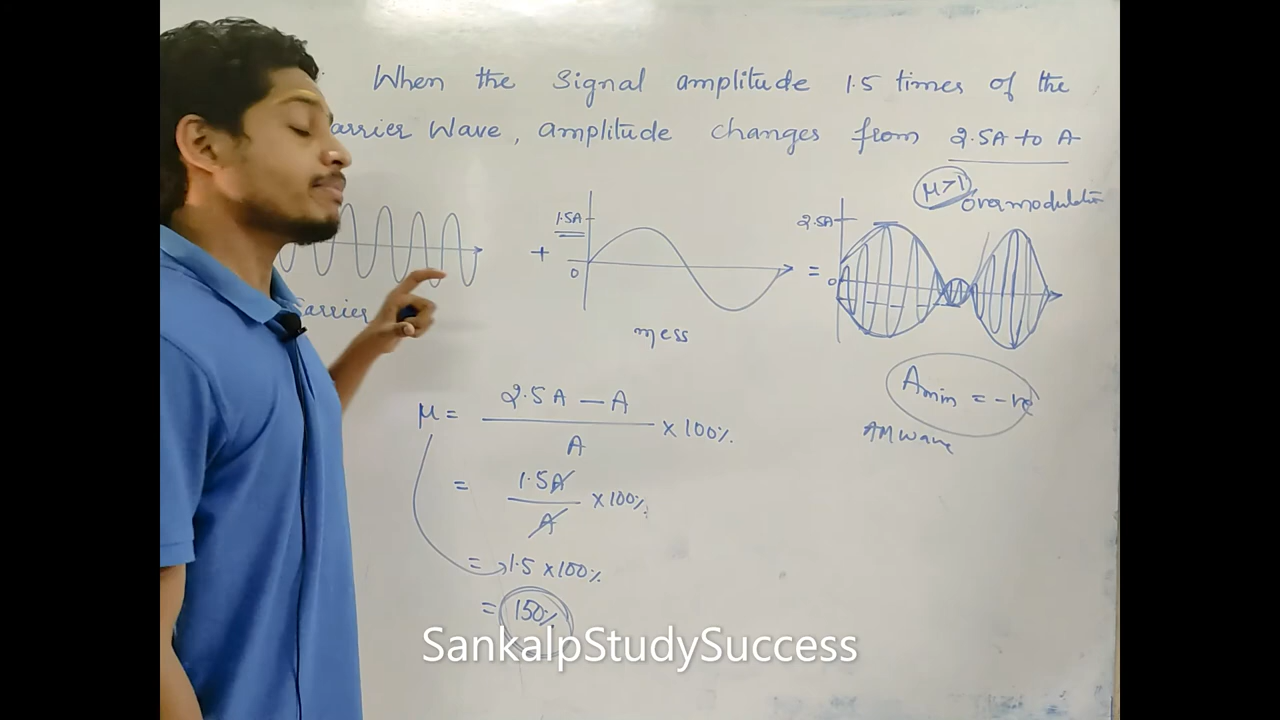 When the Signal amplitude 1.5 times of the
arrier Wave, amplitude changes from 2.5A to A
μ>1
overmodulation
1.5A
2.5A
+
=
0
0
Carrier
mess
Amin = -ve
AM wave
μ = 2.5A — A / A × 100%
= 1.5A / A × 100%
= 1.5 × 100%
= 150%
SankalpStudySuccess